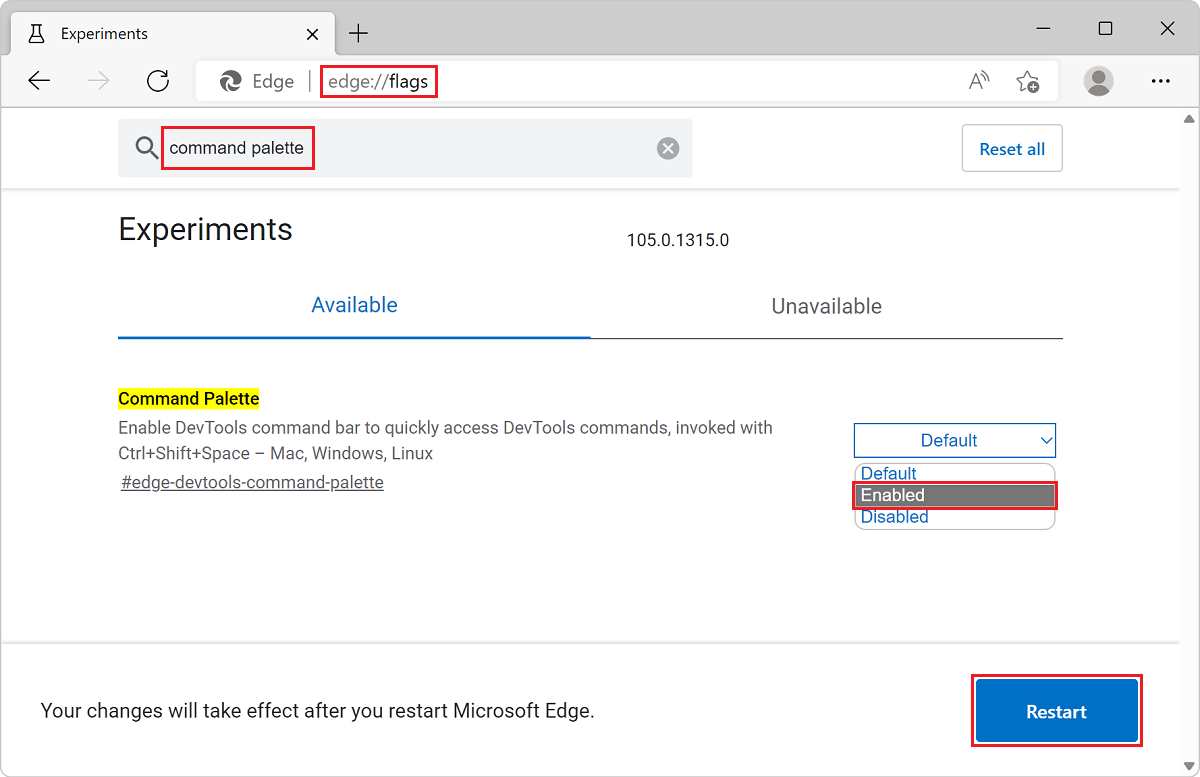 Experiments
Edge | edge://flags
command palette
Reset all
Experiments
105.0.1315.0
Available
Unavailable
Command Palette
Enable DevTools command bar to quickly access DevTools commands, invoked with
Ctrl+Shift+Space – Mac, Windows, Linux
#edge-devtools-command-palette
Default
Default
Enabled
Disabled
Your changes will take effect after you restart Microsoft Edge.
Restart